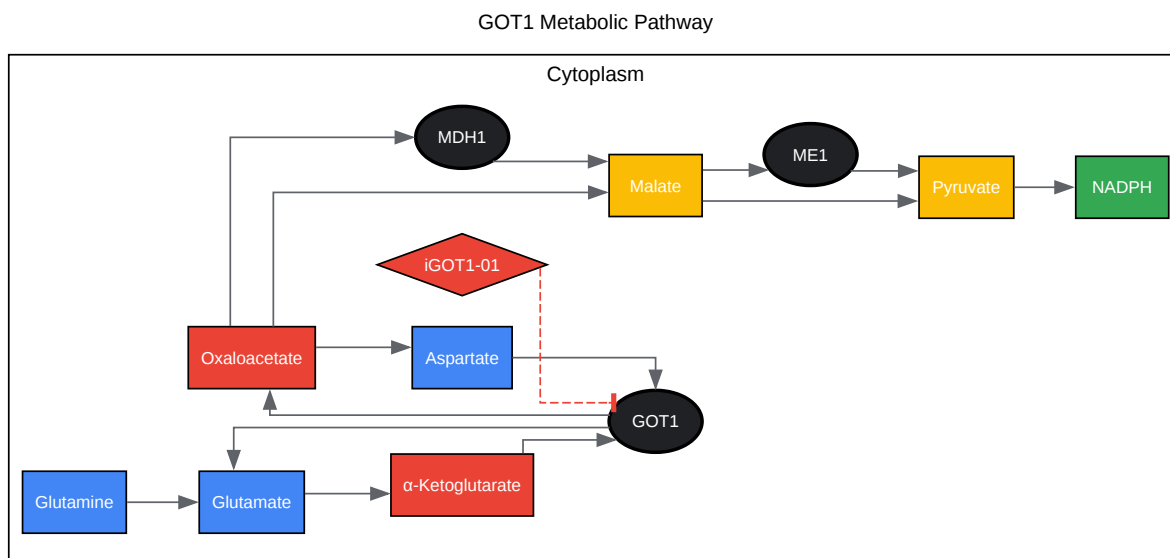 GOT1 Metabolic Pathway
Cytoplasm
MDH1
ME1
Malate
Pyruvate
NADPH
iGOT1-01
Oxaloacetate
Aspartate
GOT1
Glutamine
Glutamate
α-Ketoglutarate